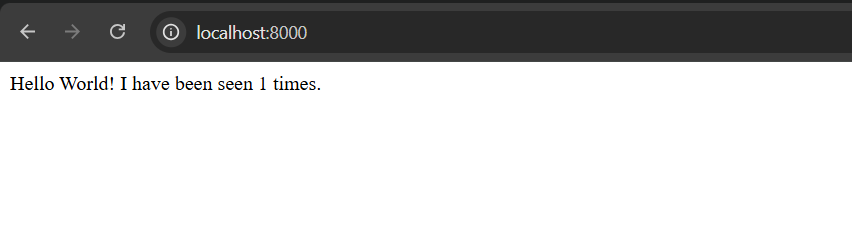 localhost:8000
Hello World! I have been seen 1 times.